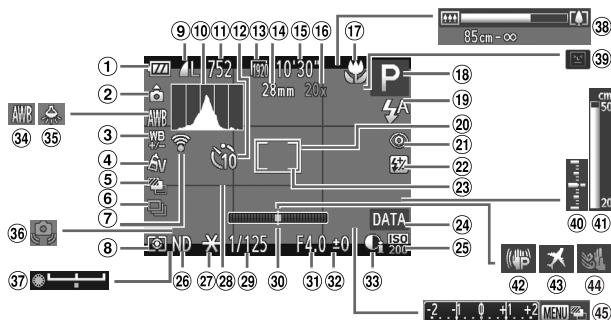 ⑨ ⑩ ⑪ ⑫ ⑬ ⑭ ⑮ ⑯
⑰
85cm-∞
㊳
① 752 1920 10'30"
28mm 20x
P ⑱
㊴
② AWB
AWB
㉞ ㉟
⑲ A
cm
50
③ WB
+/-
10
⑳
㉑
④ V
㉒ ±
⑤
㉓
⑥
20
㊵ ㊶
⑦
㊱
DATA ㉔
⑧ ND 1/125 F4.0 ±0 i ISO
200
㉕
P
㊲
㉖ ㉗ ㉘ ㉙ ㉚ ㉛ ㉜ ㉝
㊷ ㊸ ㊹
-2..-1..0..+1..+2 MENU ㊺